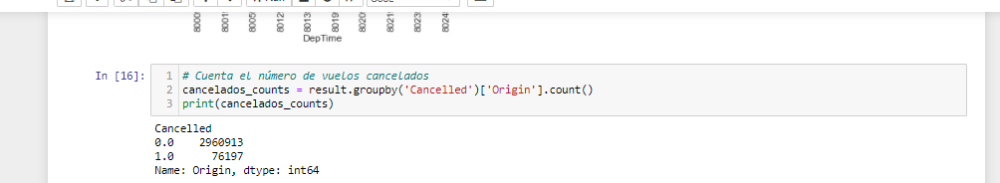 8005
8015
8058
8012
8013
8019
8020
8021
8023
8024
DepTime
In [16]:
1 # Cuenta el número de vuelos cancelados
2 cancelados_counts = result.groupby('Cancelled')['Origin'].count()
3 print(cancelados_counts)
Cancelled
0.0 2960913
1.0 76197
Name: Origin, dtype: int64